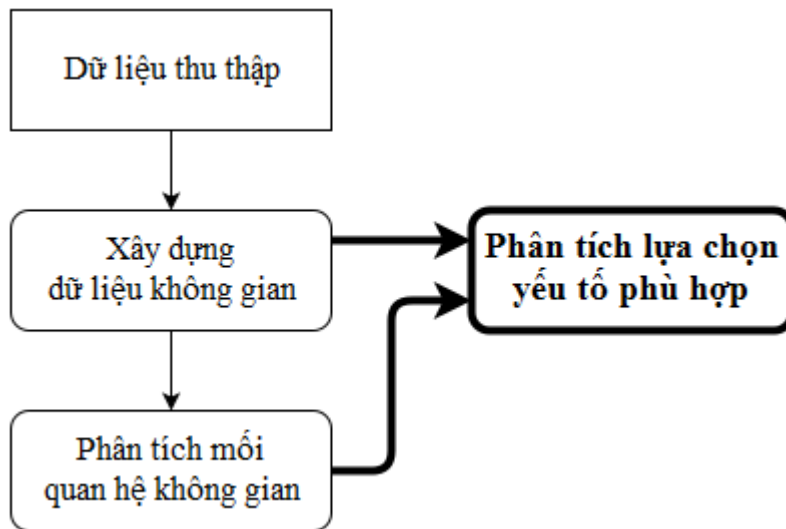 Dữ liệu thu thập
Xây dựng
dữ liệu không gian
Phân tích lựa chọn
yếu tố phù hợp
Phân tích mối
quan hệ không gian